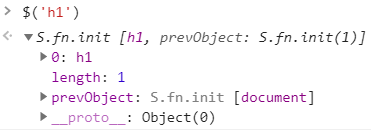 > $('h1')
S.fn.init [h1, prevObject: S.fn.init(1)]
0: h1
length: 1
prevObject: S.fn.init [document]
__proto__: Object(0)